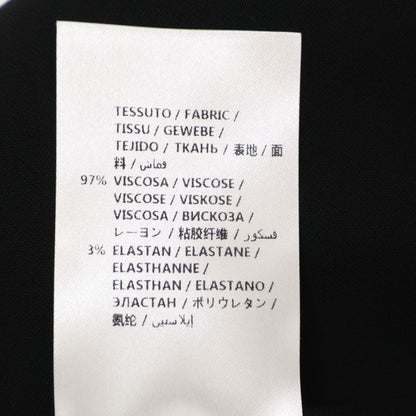 TESSUTO / FABRIC /
TISSU / GEWEBE /
TEJIDO / ТКАНЬ / 表地 / 面
料 / قماش /
97% VISCOSA / VISCOSE /
VISCOSE / VISKOSE /
VISCOSA / ВИСКОЗА /
レーヨン / 粘胶纤维 / فسكوز /
3% ELASTAN / ELASTANE /
ELASTHANNE /
ELASTHAN / ELASTANO /
ЭЛАСТАН / ポリウレタン /
氨纶 / إيلاستين /